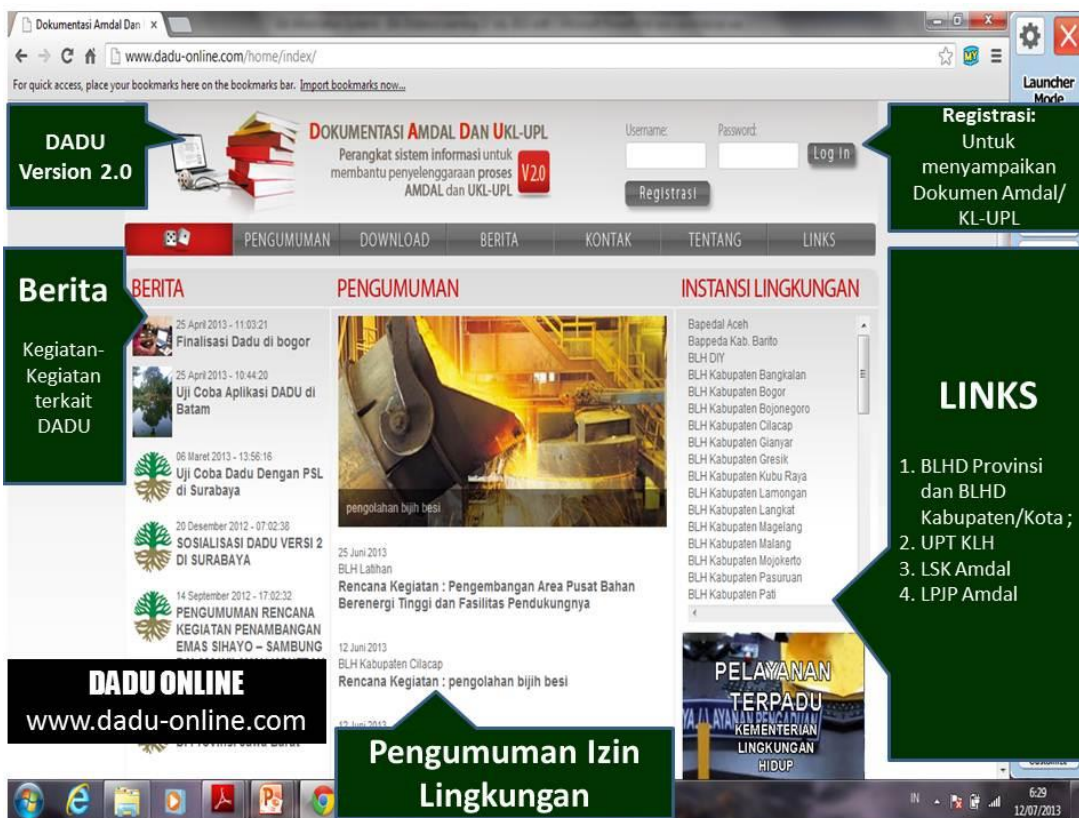 Dokumentasi Amdal Dan
www.dadu-online.com/home/index/
For quick access, place your bookmarks here on the bookmarks bar. Import bookmarks now...
Launcher
Mode
DADU
Version 2.0
DOKUMENTASI AMDAL DAN UKL-UPL
Perangkat sistem informasi untuk
membantu penyelenggaraan proses
AMDAL dan UKL-UPL
V2.0
Username:
Password:
Log In
Registrasi
Registrasi:
Untuk
menyampaikan
Dokumen Amdal/
KL-UPL
PENGUMUMAN
DOWNLOAD
BERITA
KONTAK
TENTANG
LINKS
Berita
Kegiatan-
Kegiatan
terkait
DADU
BERITA
25 April 2013 - 11:03:21
Finalisasi Dadu di bogor
25 April 2013 - 10:44:20
Uji Coba Aplikasi DADU di
Batam
06 Maret 2013 - 13:56:16
Uji Coba Dadu Dengan PSL
di Surabaya
20 Desember 2012 - 07:02:38
SOSIALISASI DADU VERSI 2
DI SURABAYA
14 September 2012 - 17:02:32
PENGUMUMAN RENCANA
KEGIATAN PENAMBANGAN
EMAS SIHAYO – SAMBUNG
DADU ONLINE
www.dadu-online.com
PENGUMUMAN
pengolahan bijih besi
25 Juni 2013
BLH Latihan
Rencana Kegiatan : Pengembangan Area Pusat Bahan
Berenergi Tinggi dan Fasilitas Pendukungnya
12 Juni 2013
BLH Kabupaten Cilacap
Rencana Kegiatan : pengolahan bijih besi
12 Juni 2013
Pengumuman Izin
Lingkungan
INSTANSI LINGKUNGAN
Bapedal Aceh
Bappeda Kab. Barito
BLH DIY
BLH Kabupaten Bangkalan
BLH Kabupaten Bogor
BLH Kabupaten Bojonegoro
BLH Kabupaten Cilacap
BLH Kabupaten Gianyar
BLH Kabupaten Gresik
BLH Kabupaten Kubu Raya
BLH Kabupaten Lamongan
BLH Kabupaten Langkat
BLH Kabupaten Magelang
BLH Kabupaten Malang
BLH Kabupaten Mojokerto
BLH Kabupaten Pasuruan
BLH Kabupaten Pati
PELAYANAN
TERPADU
KEMENTERIAN
LINGKUNGAN
HIDUP
LINKS
1. BLHD Provinsi
dan BLHD
Kabupaten/Kota ;
2. UPT KLH
3. LSK Amdal
4. LPJP Amdal
IN
6:29
12/07/2013